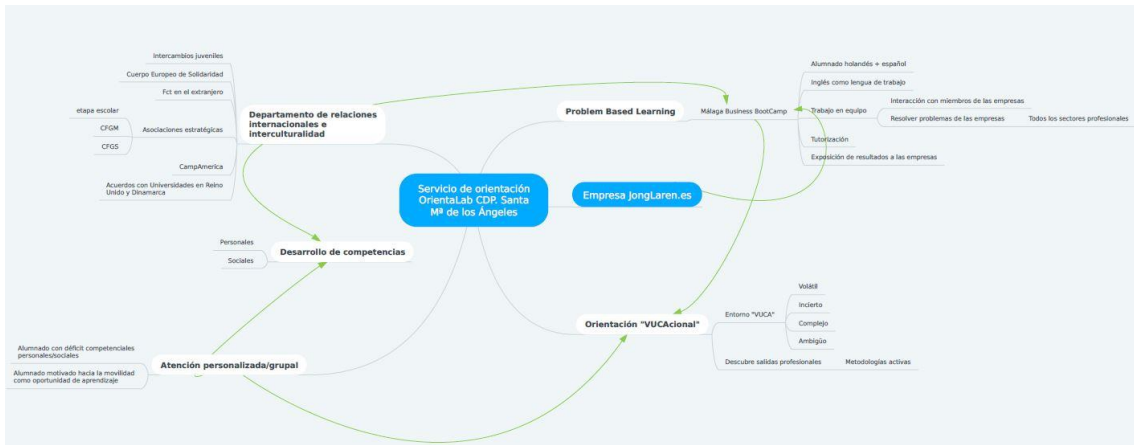 Intercambios juveniles
Cuerpo Europeo de Solidaridad
Fct en el extranjero
etapa escolar
CFGM
CFGS
Asociaciones estratégicas
CampAmerica
Acuerdos con Universidades en Reino
Unido y Dinamarca
Departamento de relaciones
internacionales e
interculturalidad
Problem Based Learning
Málaga Business BootCamp
Alumnado holandés + español
Inglés como lengua de trabajo
Trabajo en equipo
Interacción con miembros de las empresas
Resolver problemas de las empresas
Todos los sectores profesionales
Tutorización
Exposición de resultados a las empresas
Servicio de orientación
OrientaLab CDP. Santa
Mª de los Ángeles
Empresa JongLaren.es
Personales
Sociales
Desarrollo de competencias
Orientación "VUCAcional"
Entorno "VUCA"
Volátil
Incierto
Complejo
Ambigüo
Descubre salidas profesionales
Metodologías activas
Alumnado con déficit competenciales
personales/sociales
Alumnado motivado hacia la movilidad
como oportunidad de aprendizaje
Atención personalizada/grupal